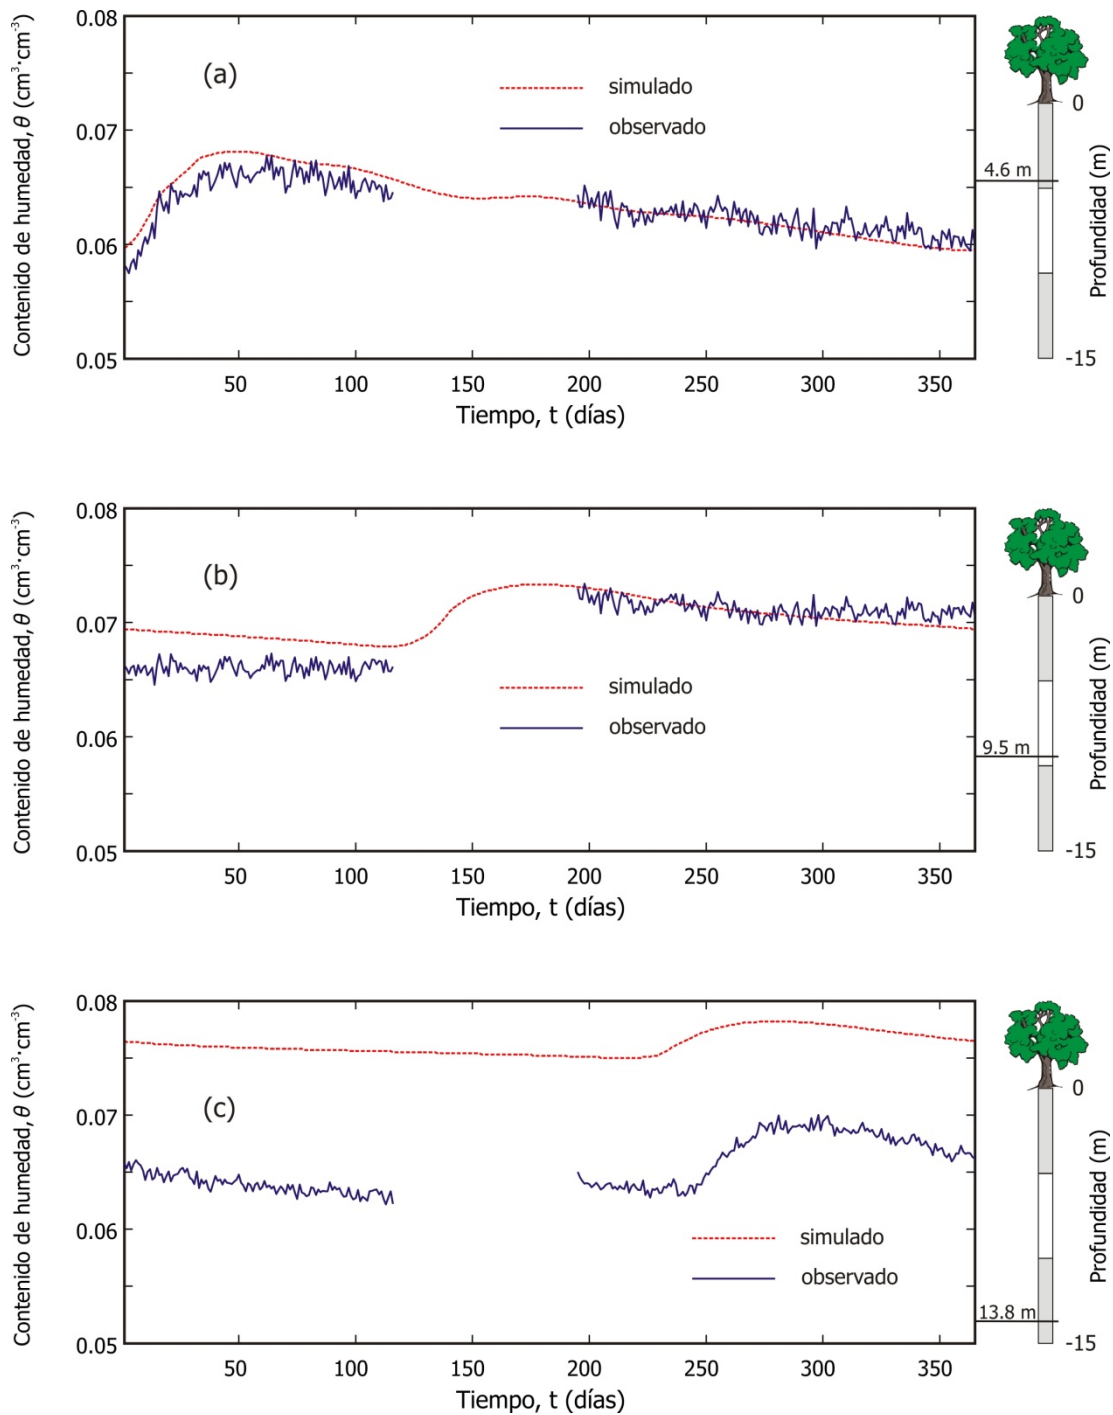 Contenido de humedad, θ (cm³·cm⁻³)
0.08
0.07
0.06
0.05
(a)
simulado
observado
50 100 150 200 250 300 350
Tiempo, t (días)
0
4.6 m
-15
Profundidad (m)
Contenido de humedad, θ (cm³·cm⁻³)
0.08
0.07
0.06
0.05
(b)
simulado
observado
50 100 150 200 250 300 350
Tiempo, t (días)
0
9.5 m
-15
Profundidad (m)
Contenido de humedad, θ (cm³·cm⁻³)
0.08
0.07
0.06
0.05
(c)
simulado
observado
50 100 150 200 250 300 350
Tiempo, t (días)
0
13.8 m
-15
Profundidad (m)